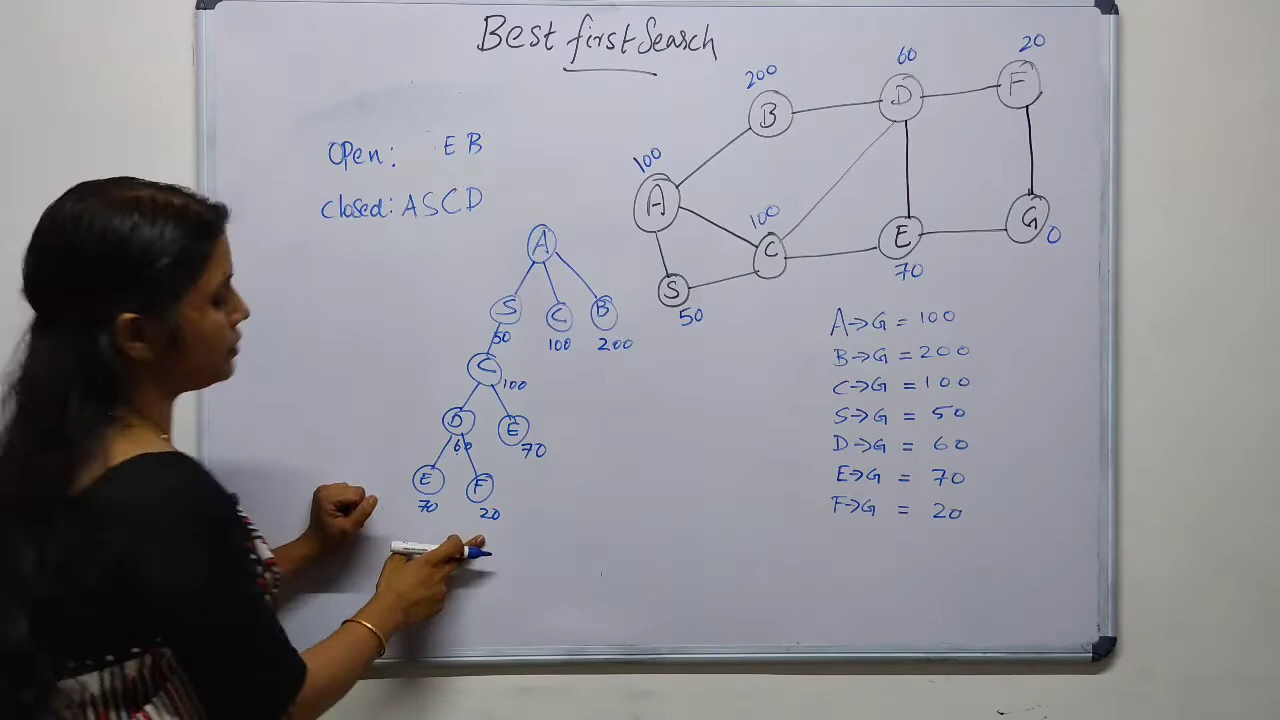 Best first Search
Open: E B
Closed: A S C D
A
S
C
B
50
100
200
C
100
D
E
60
70
E
F
70
20
200
60
20
B
D
F
100
A
100
C
S
50
E
70
G
0
A→G = 100
B→G = 200
C→G = 100
S→G = 50
D→G = 60
E→G = 70
F→G = 20